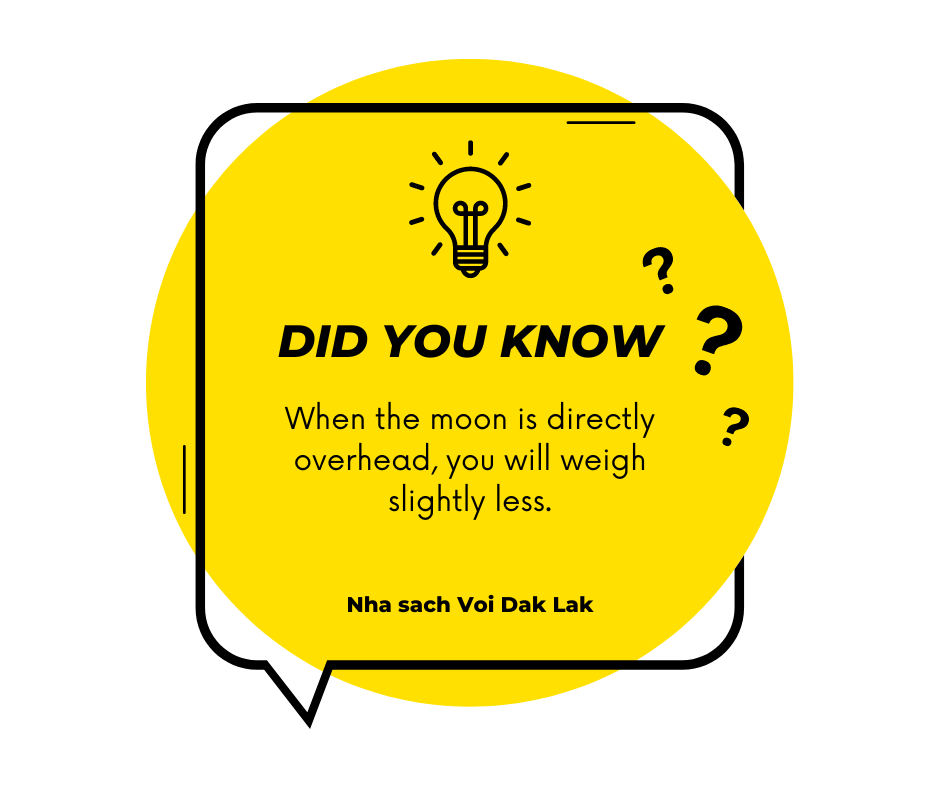 DID YOU KNOW
?
?
?
When the moon is directly
overhead, you will weigh
slightly less.
Nha sach Voi Dak Lak